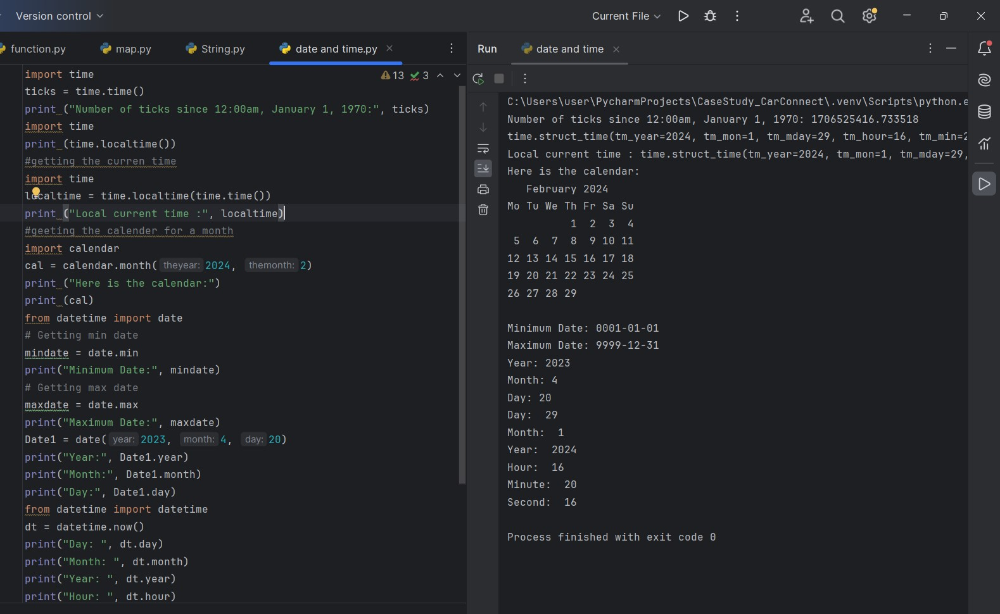 Version control
Current File
function.py
map.py
String.py
date and time.py
Run
date and time
13
3
import time
ticks = time.time()
print ("Number of ticks since 12:00am, January 1, 1970:", ticks)
import time
print (time.localtime())
#getting the curren time
import time
localtime = time.localtime(time.time())
print ("Local current time :", localtime)
#geeting the calender for a month
import calendar
cal = calendar.month( theyear: 2024, themonth: 2)
print ("Here is the calendar:")
print (cal)
from datetime import date
# Getting min date
mindate = date.min
print("Minimum Date:", mindate)
# Getting max date
maxdate = date.max
print("Maximum Date:", maxdate)
Date1 = date( year: 2023, month: 4, day: 20)
print("Year:", Date1.year)
print("Month:", Date1.month)
print("Day:", Date1.day)
from datetime import datetime
dt = datetime.now()
print("Day: ", dt.day)
print("Month: ", dt.month)
print("Year: ", dt.year)
print("Hour: ", dt.hour)
C:\Users\user\PycharmProjects\CaseStudy_CarConnect\.venv\Scripts\python.e
Number of ticks since 12:00am, January 1, 1970: 1706525416.733518
time.struct_time(tm_year=2024, tm_mon=1, tm_mday=29, tm_hour=16, tm_min=2
Local current time : time.struct_time(tm_year=2024, tm_mon=1, tm_mday=29,
Here is the calendar:
   February 2024
Mo Tu We Th Fr Sa Su
          1  2  3  4
 5  6  7  8  9 10 11
12 13 14 15 16 17 18
19 20 21 22 23 24 25
26 27 28 29
Minimum Date: 0001-01-01
Maximum Date: 9999-12-31
Year: 2023
Month: 4
Day: 20
Day:  29
Month:  1
Year:  2024
Hour:  16
Minute:  20
Second:  16
Process finished with exit code 0